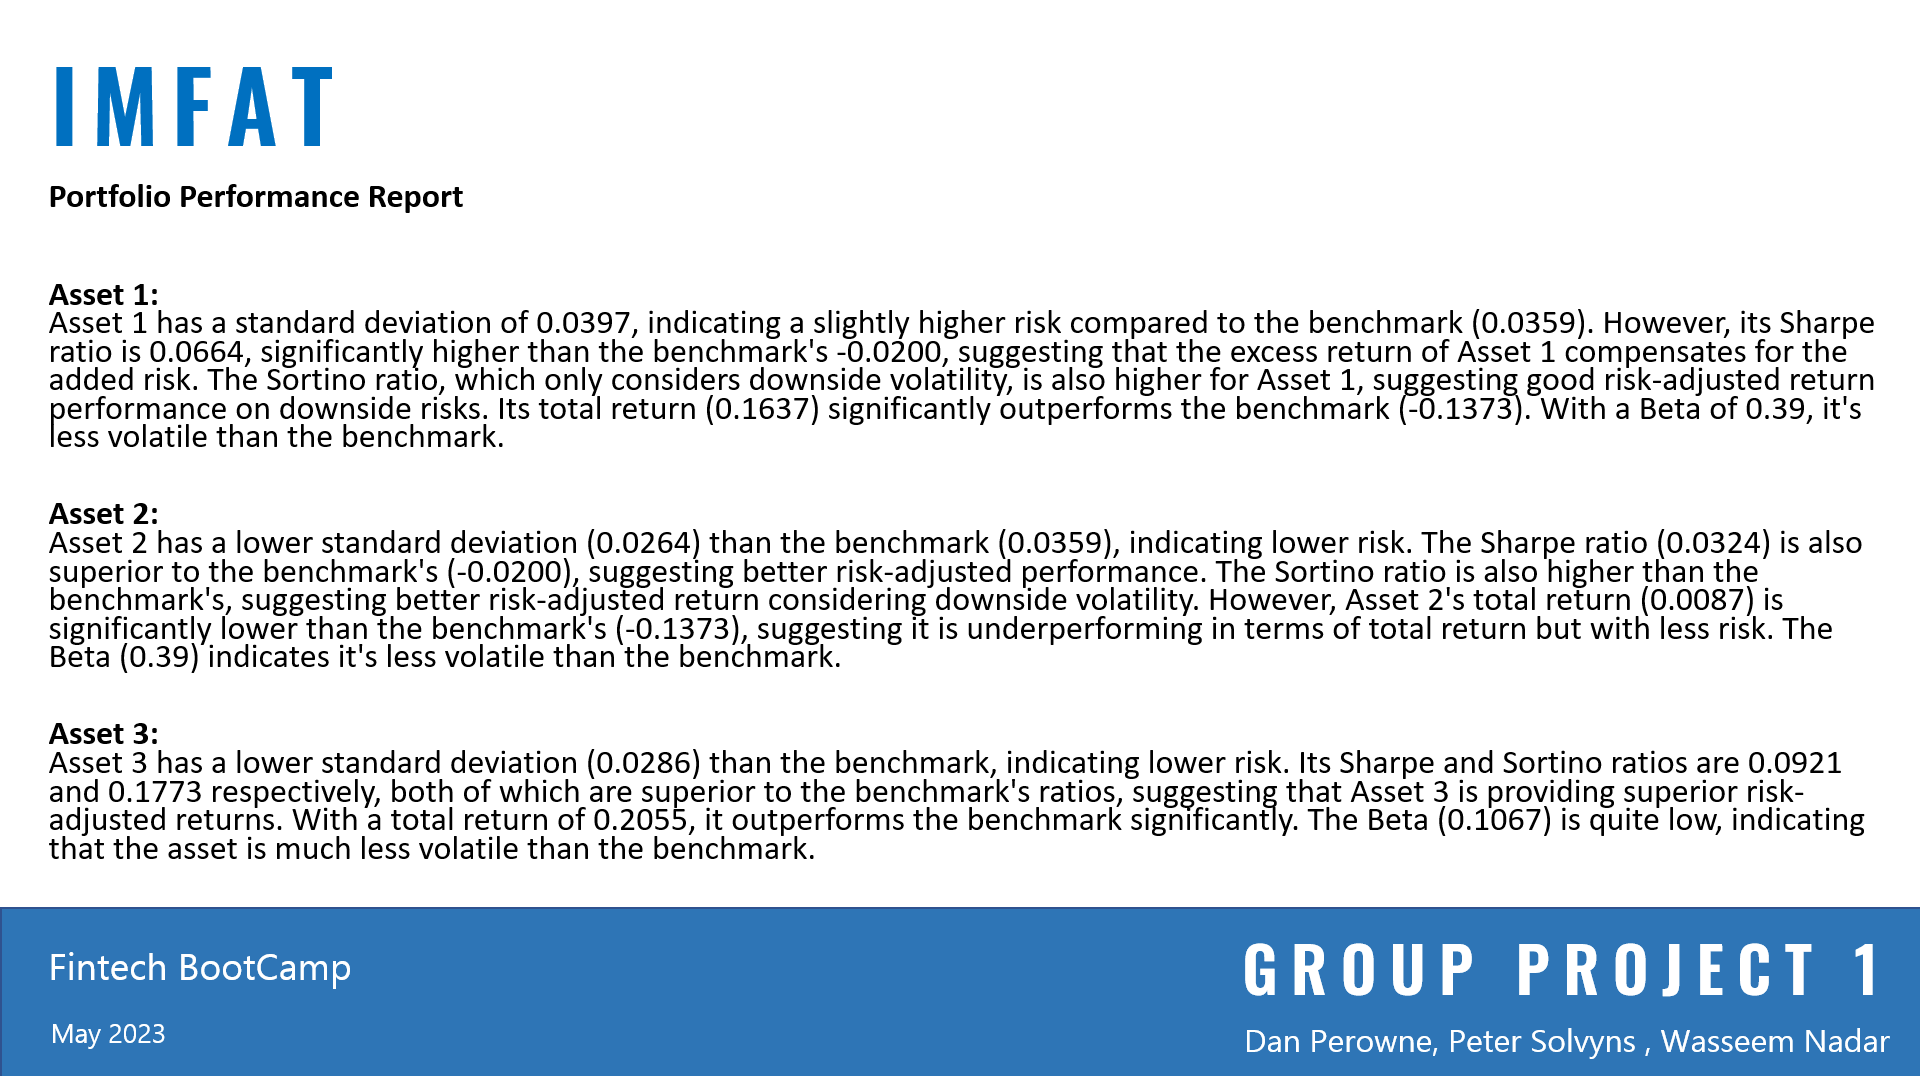 IMFAT
Portfolio Performance Report
Asset 1:
Asset 1 has a standard deviation of 0.0397, indicating a slightly higher risk compared to the benchmark (0.0359). However, its Sharpe
ratio is 0.0664, significantly higher than the benchmark's -0.0200, suggesting that the excess return of Asset 1 compensates for the
added risk. The Sortino ratio, which only considers downside volatility, is also higher for Asset 1, suggesting good risk-adjusted return
performance on downside risks. Its total return (0.1637) significantly outperforms the benchmark (-0.1373). With a Beta of 0.39, it's
less volatile than the benchmark.
Asset 2:
Asset 2 has a lower standard deviation (0.0264) than the benchmark (0.0359), indicating lower risk. The Sharpe ratio (0.0324) is also
superior to the benchmark's (-0.0200), suggesting better risk-adjusted performance. The Sortino ratio is also higher than the
benchmark's, suggesting better risk-adjusted return considering downside volatility. However, Asset 2's total return (0.0087) is
significantly lower than the benchmark's (-0.1373), suggesting it is underperforming in terms of total return but with less risk. The
Beta (0.39) indicates it's less volatile than the benchmark.
Asset 3:
Asset 3 has a lower standard deviation (0.0286) than the benchmark, indicating lower risk. Its Sharpe and Sortino ratios are 0.0921
and 0.1773 respectively, both of which are superior to the benchmark's ratios, suggesting that Asset 3 is providing superior risk-
adjusted returns. With a total return of 0.2055, it outperforms the benchmark significantly. The Beta (0.1067) is quite low, indicating
that the asset is much less volatile than the benchmark.
Fintech BootCamp
May 2023
GROUP PROJECT 1
Dan Perowne, Peter Solvyns , Wasseem Nadar